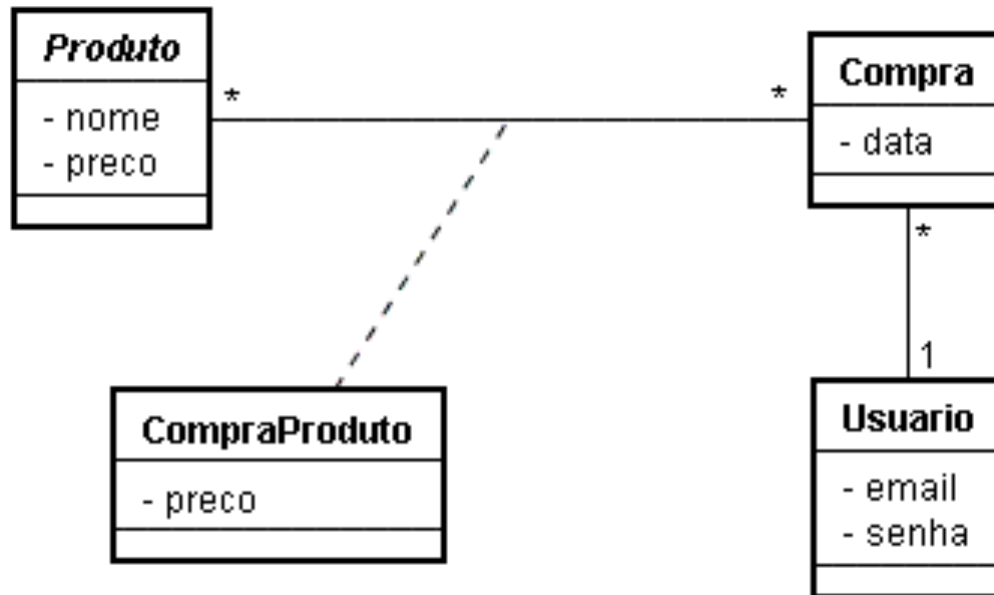 Produto
- nome
- preco
*
*
Compra
- data
*
1
CompraProduto
- preco
Usuario
- email
- senha